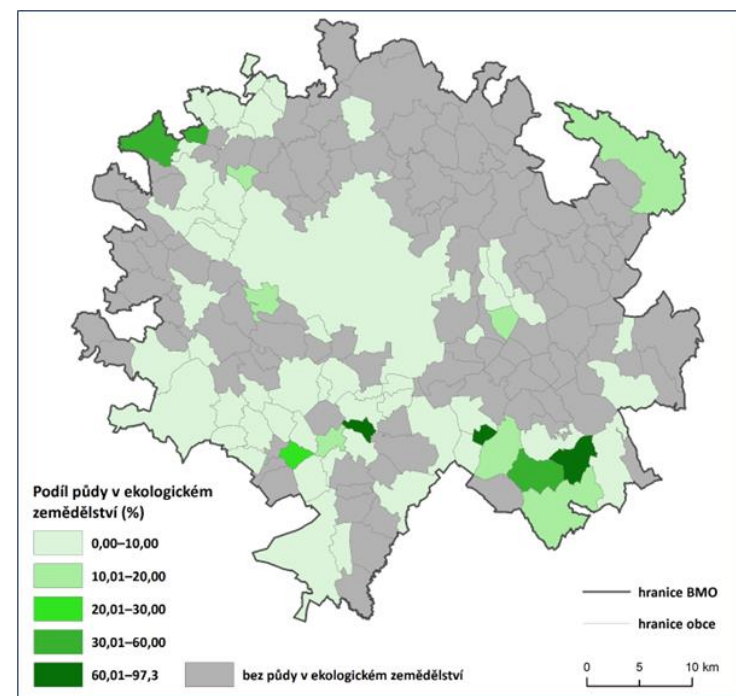 Podíl půdy v ekologickém
zemědělství (%)
0,00–10,00
10,01–20,00
20,01–30,00
30,01–60,00
60,01–97,3
bez půdy v ekologickém zemědělství
hranice BMO
hranice obce
0 5 10 km